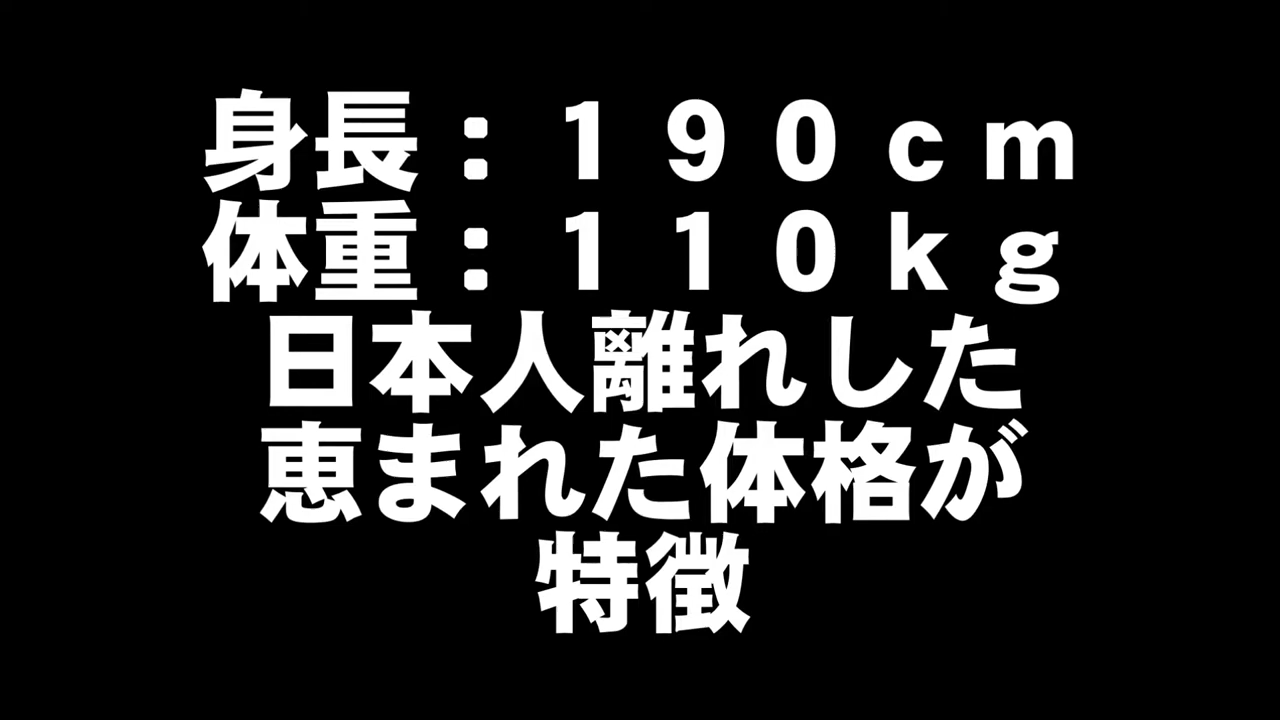 身長：１９０ｃｍ
体重：１１０ｋｇ
日本人離れした
恵まれた体格が
特徴